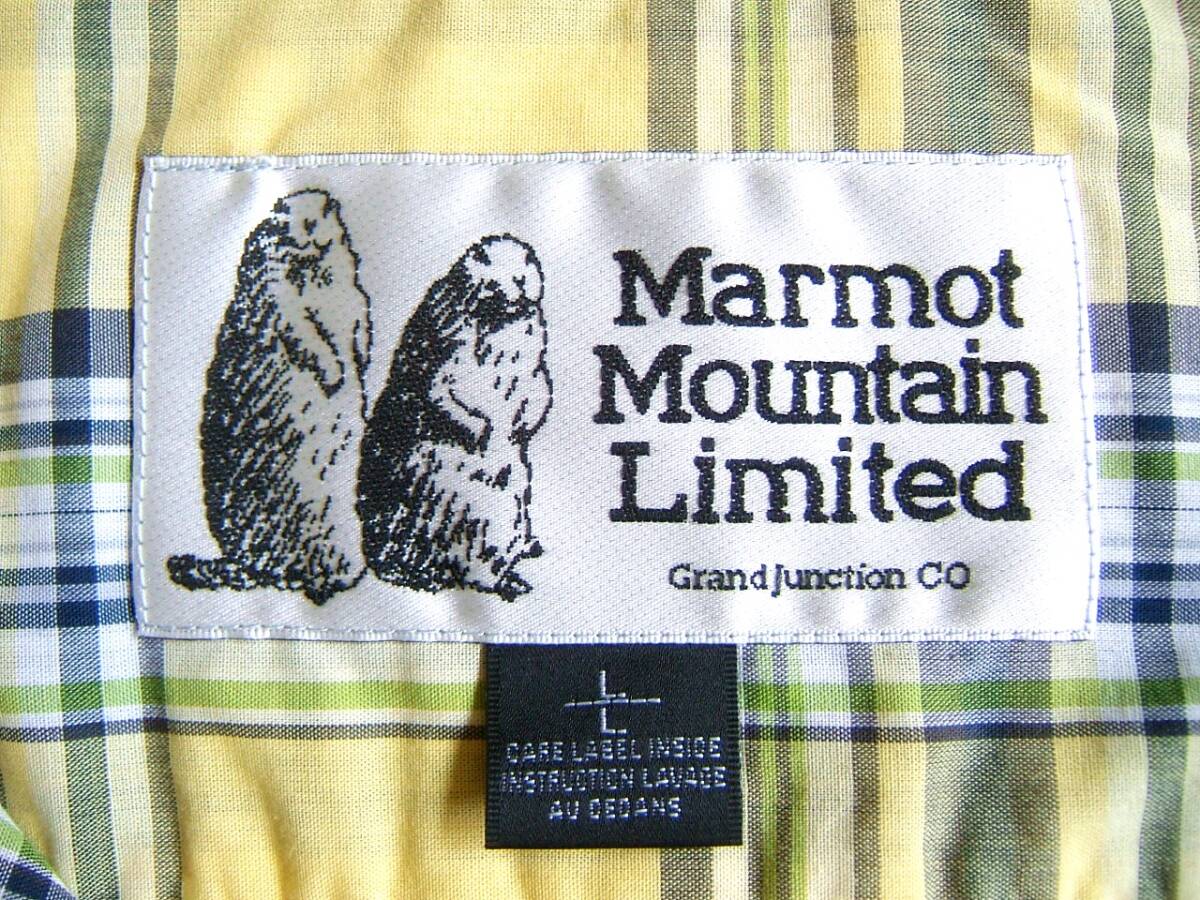 Marmot
Mountain
Limited
Grand Junction CO
L
L
CARE LABEL INSIDE
INSTRUCTION LAVAGE
AU DEDANS